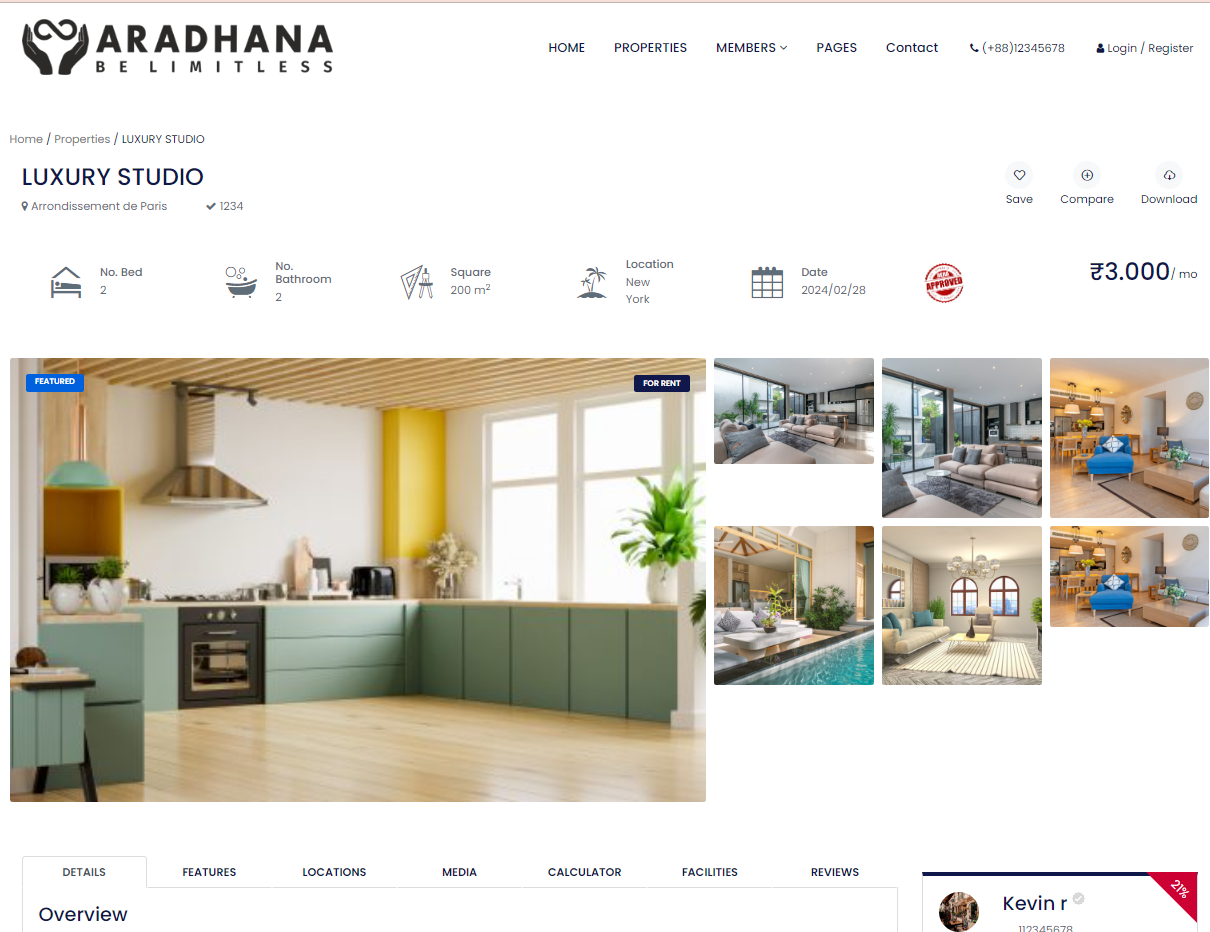 ARADHANA
BE LIMITLESS
HOME PROPERTIES MEMBERS PAGES Contact (+88)12345678 Login / Register
Home / Properties / LUXURY STUDIO
LUXURY STUDIO
Arrondissement de Paris 1234
Save Compare Download
No. Bed
2
No.
Bathroom
2
Square
200 m²
Location
New
York
Date
2024/02/28
APPROVED
₹3.000/ mo
FEATURED
FOR RENT
DETAILS FEATURES LOCATIONS MEDIA CALCULATOR FACILITIES REVIEWS
Overview
Kevin r
21%
112345678